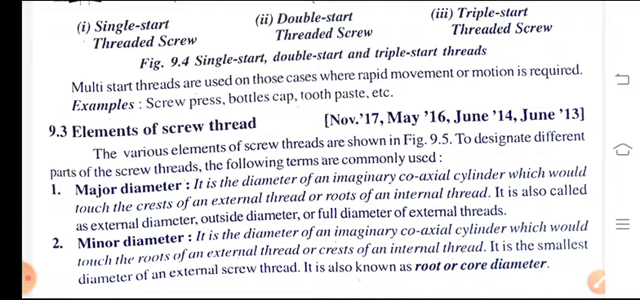 (i) Single-start (ii) Double-start (iii) Triple-start
Threaded Screw Threaded Screw Threaded Screw
Fig. 9.4 Single-start, double-start and triple-start threads
Multi start threads are used on those cases where rapid movement or motion is required.
Examples : Screw press, bottles cap, tooth paste, etc.
9.3 Elements of screw thread [Nov.'17, May '16, June '14, June '13]
The various elements of screw threads are shown in Fig. 9.5. To designate different
parts of the screw threads, the following terms are commonly used :
1. Major diameter : It is the diameter of an imaginary co-axial cylinder which would
touch the crests of an external thread or roots of an internal thread. It is also called
as external diameter, outside diameter, or full diameter of external threads.
2. Minor diameter : It is the diameter of an imaginary co-axial cylinder which would
touch the roots of an external thread or crests of an internal thread. It is the smallest
diameter of an external screw thread. It is also known as root or core diameter.